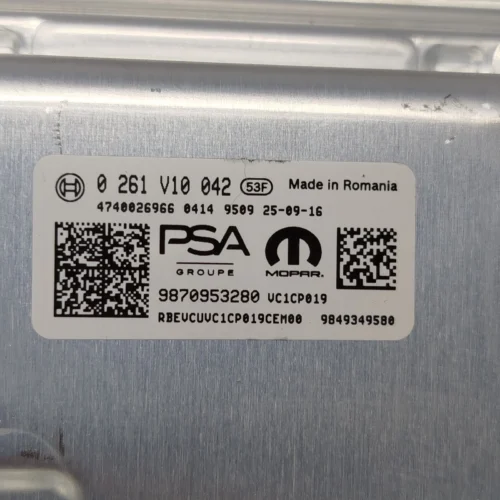 0 261 V10 042 53F Made in Romania
4740026966 0414 9509 25-09-16
PSA
GROUPE MOPAR®
9870953280 VC1CP019
RBEVCUVC1CP019CEM00 9849349580